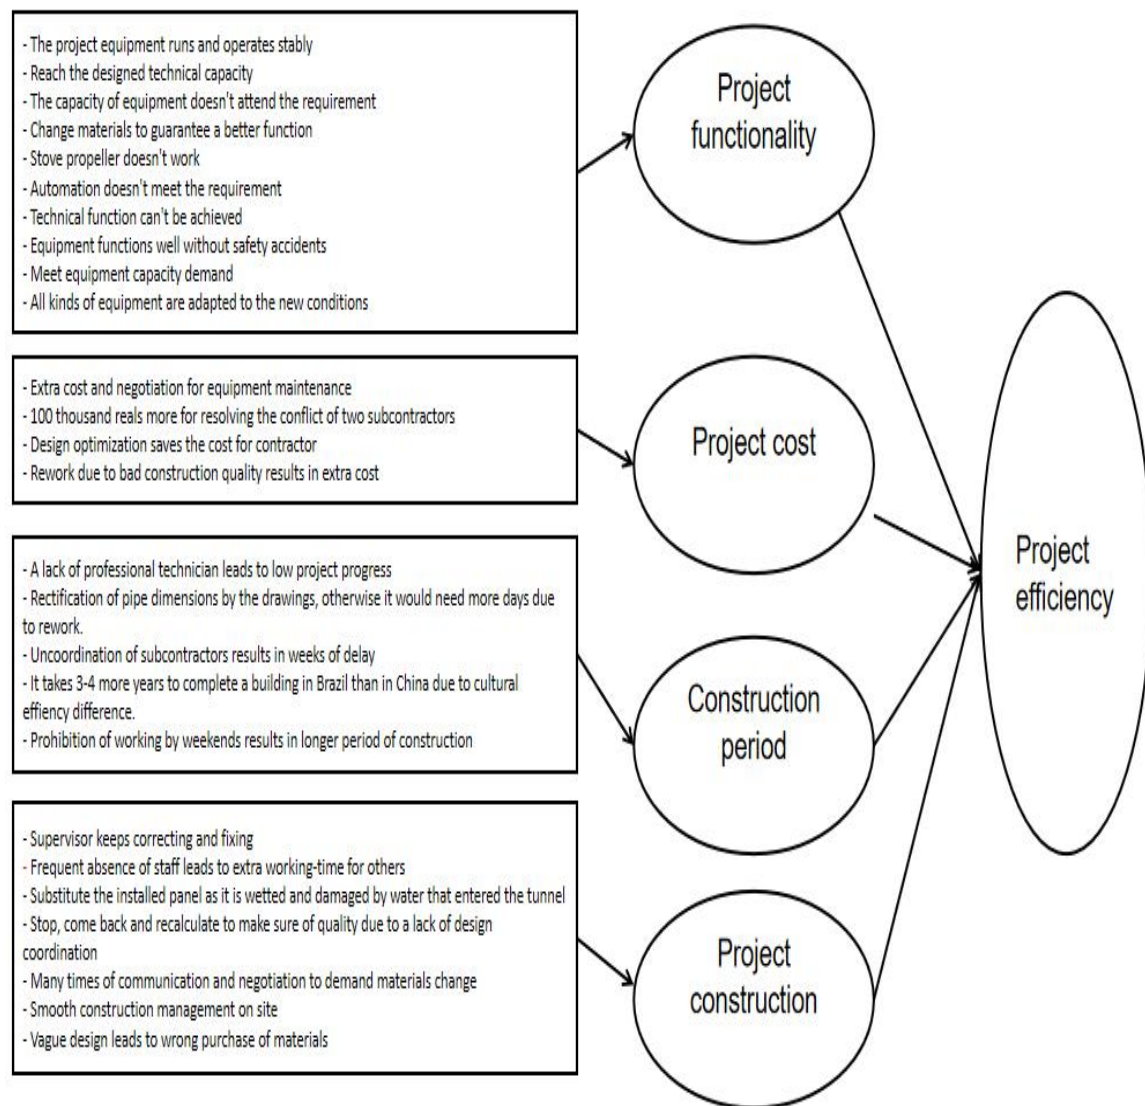 - The project equipment runs and operates stably
- Reach the designed technical capacity
- The capacity of equipment doesn't attend the requirement
- Change materials to guarantee a better function
- Stove propeller doesn't work
- Automation doesn't meet the requirement
- Technical function can't be achieved
- Equipment functions well without safety accidents
- Meet equipment capacity demand
- All kinds of equipment are adapted to the new conditions
Project
functionality
- Extra cost and negotiation for equipment maintenance
- 100 thousand reals more for resolving the conflict of two subcontractors
- Design optimization saves the cost for contractor
- Rework due to bad construction quality results in extra cost
Project cost
- A lack of professional technician leads to low project progress
- Rectification of pipe dimensions by the drawings, otherwise it would need more days due
to rework.
- Uncoordination of subcontractors results in weeks of delay
- It takes 3-4 more years to complete a building in Brazil than in China due to cultural
effiency difference.
- Prohibition of working by weekends results in longer period of construction
Construction
period
- Supervisor keeps correcting and fixing
- Frequent absence of staff leads to extra working-time for others
- Substitute the installed panel as it is wetted and damaged by water that entered the tunnel
- Stop, come back and recalculate to make sure of quality due to a lack of design
coordination
- Many times of communication and negotiation to demand materials change
- Smooth construction management on site
- Vague design leads to wrong purchase of materials
Project
construction
Project
efficiency